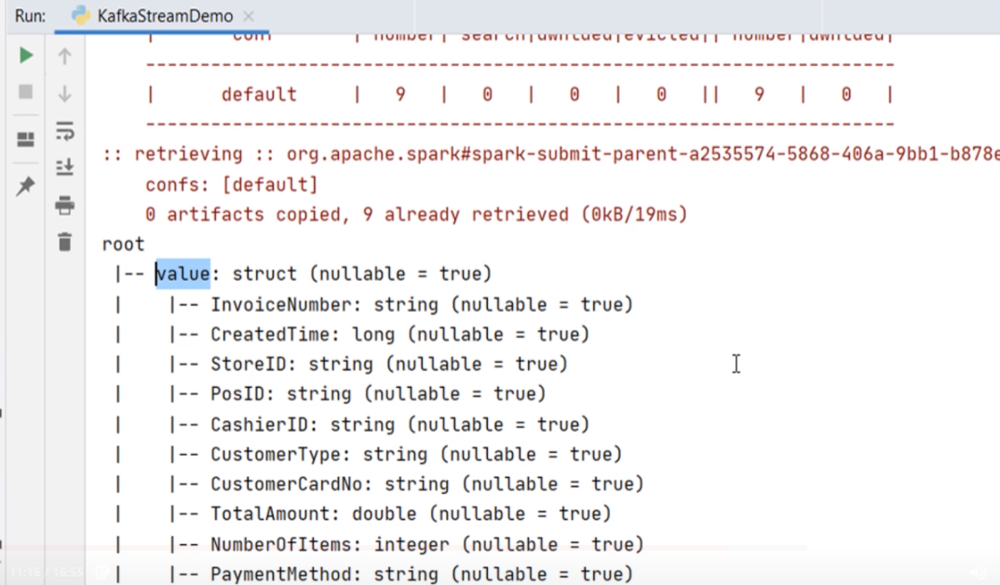 Run: KafkaStreamDemo ×
| conf | number| search|dwnlded|evicted|| number|dwnlded|
---------------------------------------------------------------------
| default | 9 | 0 | 0 | 0 || 9 | 0 |
---------------------------------------------------------------------
:: retrieving :: org.apache.spark#spark-submit-parent-a2535574-5868-406a-9bb1-b878e
confs: [default]
0 artifacts copied, 9 already retrieved (0kB/19ms)
root
|-- value: struct (nullable = true)
| |-- InvoiceNumber: string (nullable = true)
| |-- CreatedTime: long (nullable = true)
| |-- StoreID: string (nullable = true)
| |-- PosID: string (nullable = true)
| |-- CashierID: string (nullable = true)
| |-- CustomerType: string (nullable = true)
| |-- CustomerCardNo: string (nullable = true)
| |-- TotalAmount: double (nullable = true)
| |-- NumberOfItems: integer (nullable = true)
| |-- PaymentMethod: string (nullable = true)
11:16 / 16:55